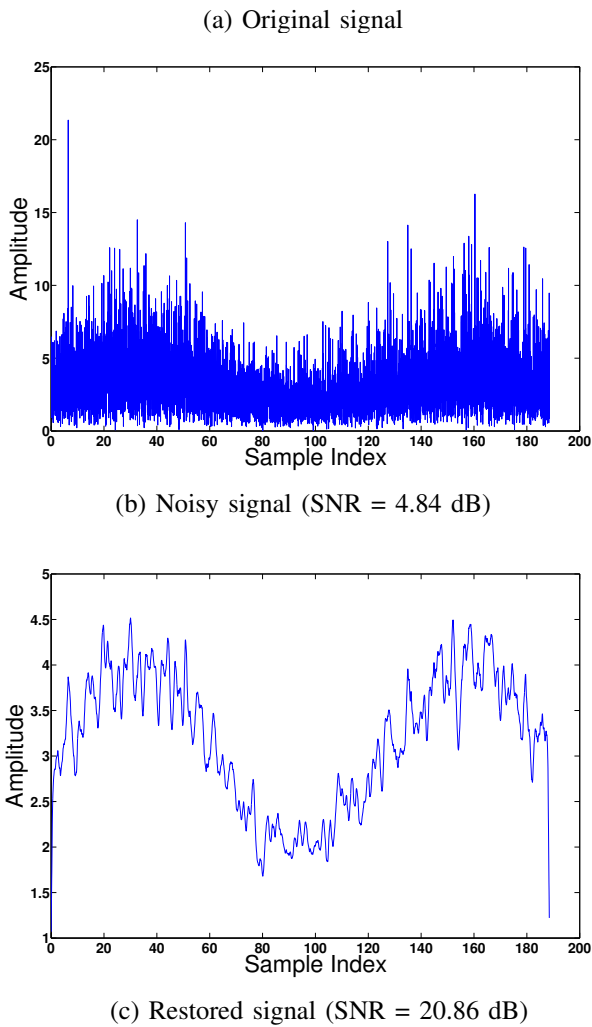 (a) Original signal
25
20
15
10
5
0
Amplitude
0 20 40 60 80 100 120 140 160 180 200
Sample Index
(b) Noisy signal (SNR = 4.84 dB)
5
4.5
4
3.5
3
2.5
2
1.5
1
Amplitude
0 20 40 60 80 100 120 140 160 180 200
Sample Index
(c) Restored signal (SNR = 20.86 dB)